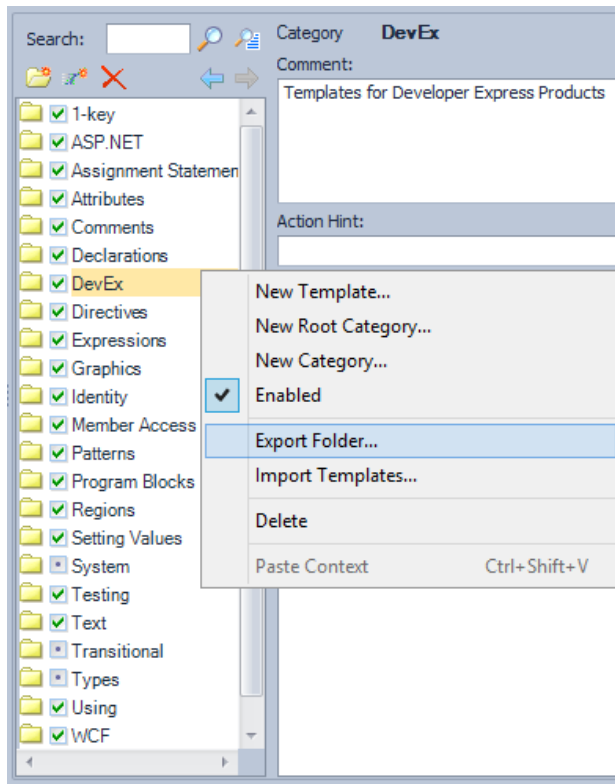 Search:
Category DevEx
Comment:
Templates for Developer Express Products
Action Hint:
1-key
ASP.NET
Assignment Statemen
Attributes
Comments
Declarations
DevEx
Directives
Expressions
Graphics
Identity
Member Access
Patterns
Program Blocks
Regions
Setting Values
System
Testing
Text
Transitional
Types
Using
WCF
New Template...
New Root Category...
New Category...
Enabled
Export Folder...
Import Templates...
Delete
Paste Context Ctrl+Shift+V